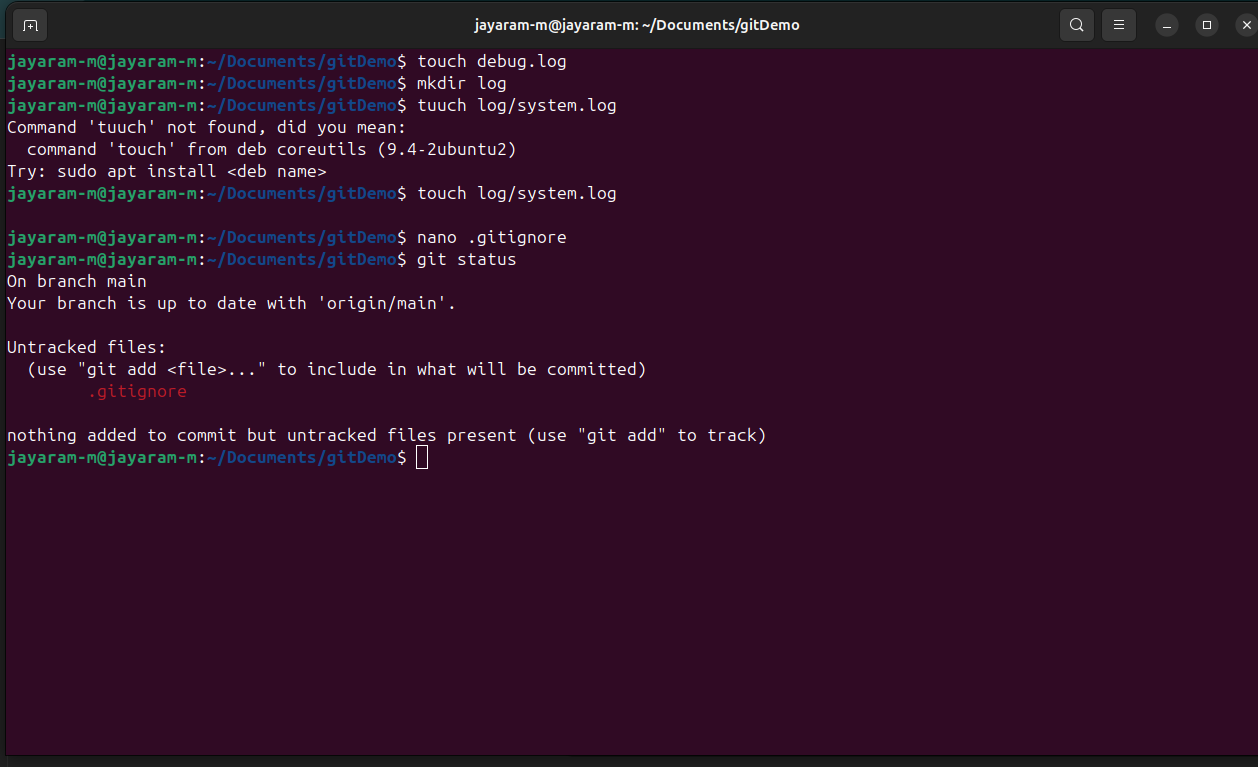 jayaram-m@jayaram-m: ~/Documents/gitDemo
jayaram-m@jayaram-m:~/Documents/gitDemo$ touch debug.log
jayaram-m@jayaram-m:~/Documents/gitDemo$ mkdir log
jayaram-m@jayaram-m:~/Documents/gitDemo$ tuuch log/system.log
Command 'tuuch' not found, did you mean:
  command 'touch' from deb coreutils (9.4-2ubuntu2)
Try: sudo apt install <deb name>
jayaram-m@jayaram-m:~/Documents/gitDemo$ touch log/system.log
jayaram-m@jayaram-m:~/Documents/gitDemo$ nano .gitignore
jayaram-m@jayaram-m:~/Documents/gitDemo$ git status
On branch main
Your branch is up to date with 'origin/main'.
Untracked files:
  (use "git add <file>..." to include in what will be committed)
        .gitignore
nothing added to commit but untracked files present (use "git add" to track)
jayaram-m@jayaram-m:~/Documents/gitDemo$